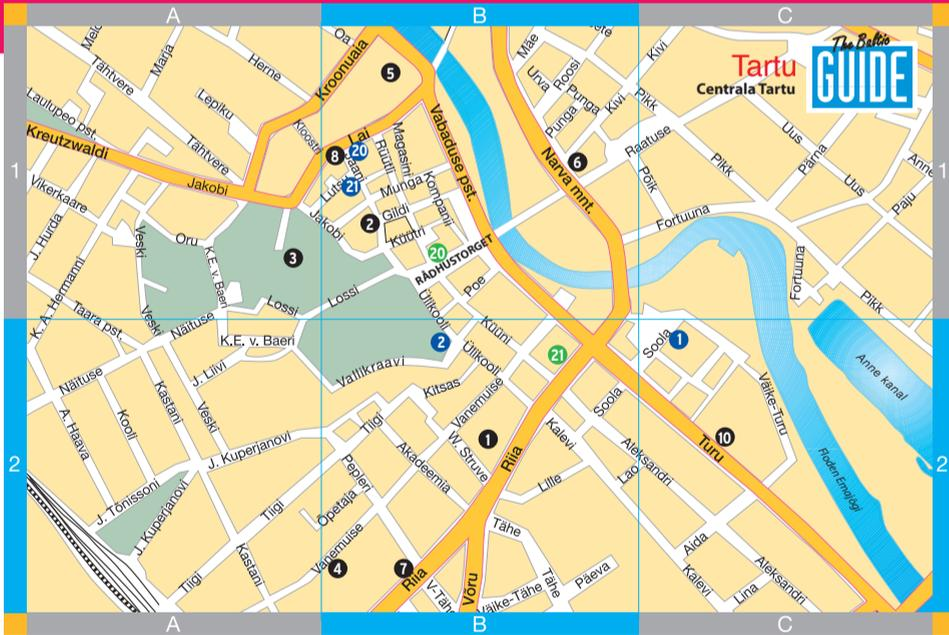 A
B
C
The Baltic
GUIDE
Tartu
Centrala Tartu
1
2
1
2
A
B
C
Tähtvere
Marja
Herne
Lepiku
Tähtvere
Laulupeo pst.
Kreutzwaldi
Jakobi
Vikerkaare
J. Hurda
K. A. Hermanni
Veski
Oru
K.E. v. Baeri
Lossi
Lossi
Taara pst.
Veski
Näituse
K.E. v. Baeri
J. Liivi
Näituse
A. Haava
Kooli
Kastani
Veski
J. Kuperjanovi
J. Tõnissoni
J. Kuperjanovi
Tiigi
Tiigi
Kastani
3
Oa
Kroonuaia
5
Lai
8
20
21
Magasini
Rüütli
Munga
Kompanii
Gildi
Küütri
Jakobi
2
20
RÅDHUSTORGET
Vabaduse pst.
Narva mnt.
6
Mäe
Urva
Roosi
Punga
Punga
Kivi
Kivi
Pikk
Raatuse
Põik
Pikk
Uus
Pärna
Uus
Paju
Fortuuna
Fortuuna
Pikk
Anne kanal
Floden Emajõgi
Ülikooli
Poe
Küüni
Ülikooli
2
21
Vallikraavi
Kitsas
Vanemuise
W. Struve
1
Riia
Kalevi
Soola
Soola
1
Väike-Turu
10
Turu
Aleksandri
Lao
Lille
Tiigi
Akadeemia
Pepleri
Õpetaja
Vanemuise
4
7
Riia
Võru
Tähe
Tähe
Väike-Tähe
Päeva
Aida
Aleksandri
Kalevi
Lina